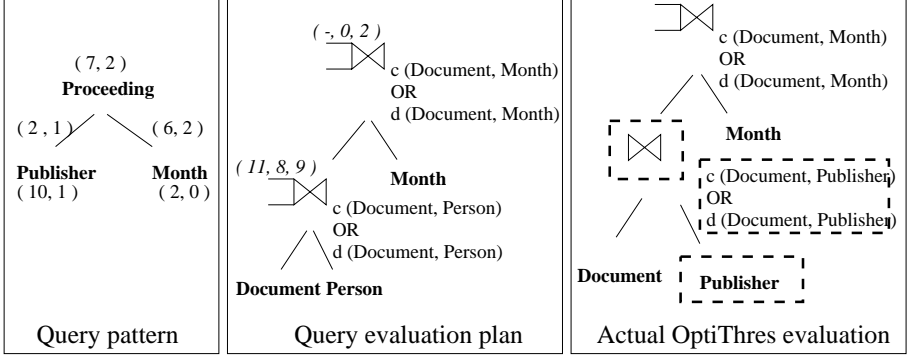 ( 7, 2 )
Proceeding
( 2 , 1 )
( 6, 2 )
Publisher
Month
( 10, 1 )
( 2, 0 )
Query pattern
( -, 0, 2 )
c (Document, Month)
OR
d (Document, Month)
( 11, 8, 9 )
Month
c (Document, Person)
OR
d (Document, Person)
Document Person
Query evaluation plan
c (Document, Month)
OR
d (Document, Month)
Month
c (Document, Publisher)
OR
d (Document, Publisher)
Document
Publisher
Actual OptiThres evaluation